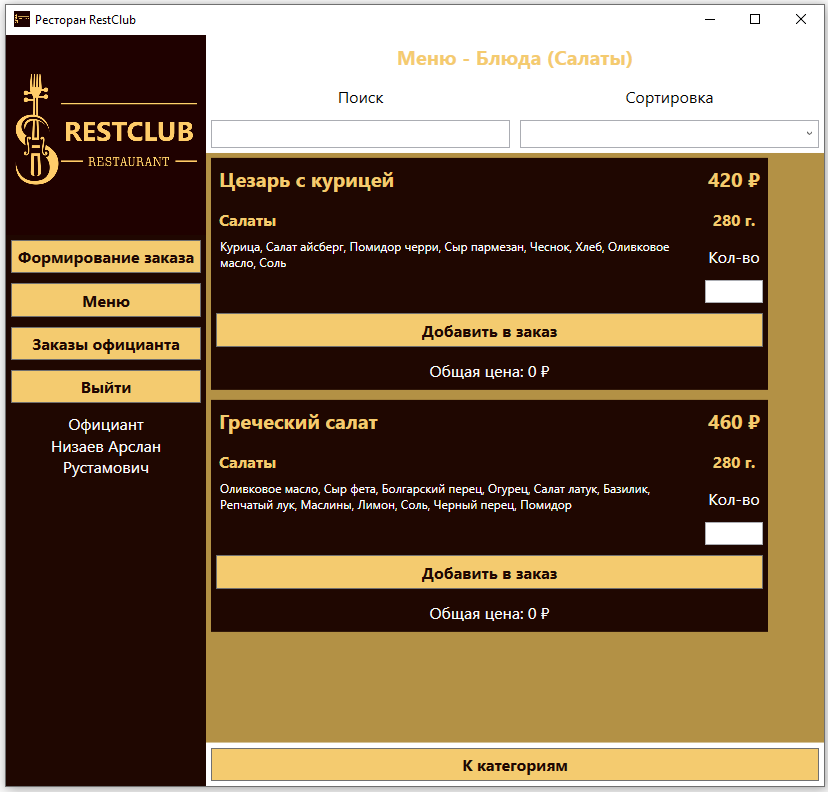 Ресторан RestClub
RESTCLUB
RESTAURANT
Формирование заказа
Меню
Заказы официанта
Выйти
Официант
Низаев Арслан
Рустамович
Меню - Блюда (Салаты)
Поиск
Сортировка
Цезарь с курицей
420 ₽
Салаты
280 г.
Курица, Салат айсберг, Помидор черри, Сыр пармезан, Чеснок, Хлеб, Оливковое
масло, Соль
Кол-во
Добавить в заказ
Общая цена: 0 ₽
Греческий салат
460 ₽
Салаты
280 г.
Оливковое масло, Сыр фета, Болгарский перец, Огурец, Салат латук, Базилик,
Репчатый лук, Маслины, Лимон, Соль, Черный перец, Помидор
Кол-во
Добавить в заказ
Общая цена: 0 ₽
К категориям